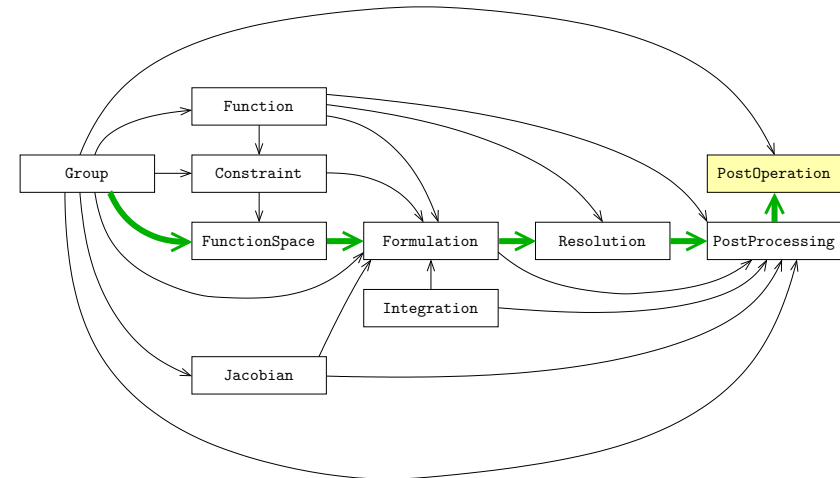 Function
Group
Constraint
PostOperation
FunctionSpace
Formulation
Resolution
PostProcessing
Integration
Jacobian